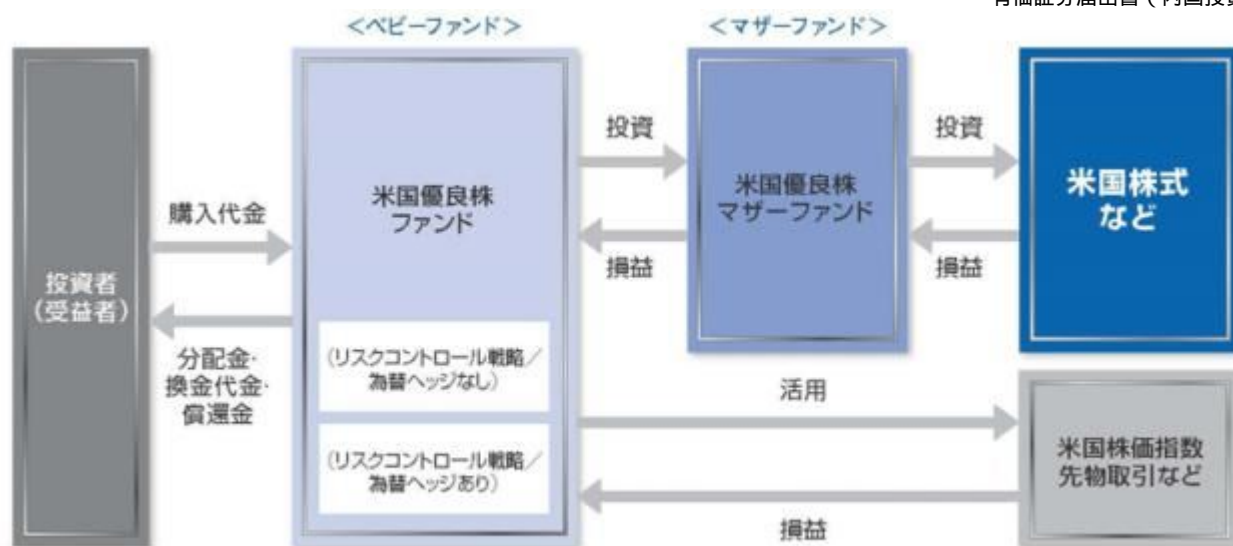 <ベビーファンド>
<マザーファンド>
投資者
(受益者)
購入代金
分配金・
換金代金・
償還金
米国優良株
ファンド
(リスクコントロール戦略/
為替ヘッジなし)
(リスクコントロール戦略/
為替ヘッジあり)
投資
損益
米国優良株
マザーファンド
投資
損益
米国株式
など
活用
損益
米国株価指数
先物取引など